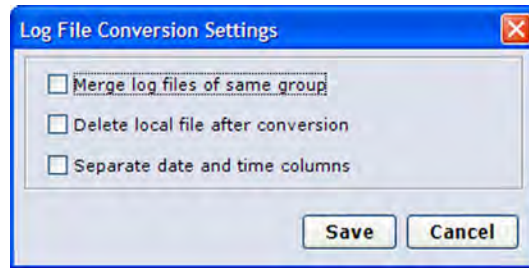 Log File Conversion Settings
Merge log files of same group
Delete local file after conversion
Separate date and time columns
Save Cancel